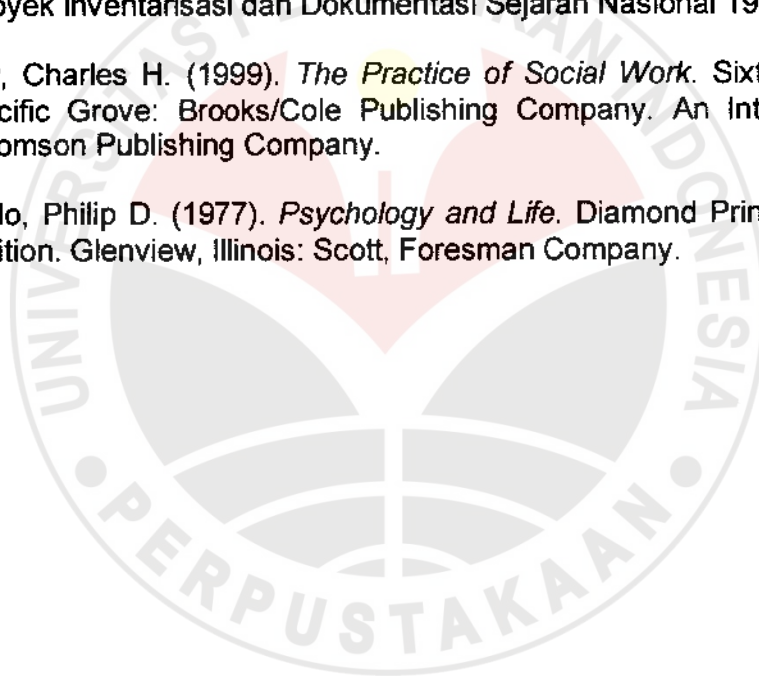 oyek Inventarisasi dan Dokumentasi Sejarah Nasional 19
, Charles H. (1999). The Practice of Social Work. Sixt
cific Grove: Brooks/Cole Publishing Company. An Int
omson Publishing Company.
lo, Philip D. (1977). Psychology and Life. Diamond Prin
ition. Glenview, Illinois: Scott, Foresman Company.
UNIVERSITAS PENDIDIKAN INDONESIA
PERPUSTAKAAN